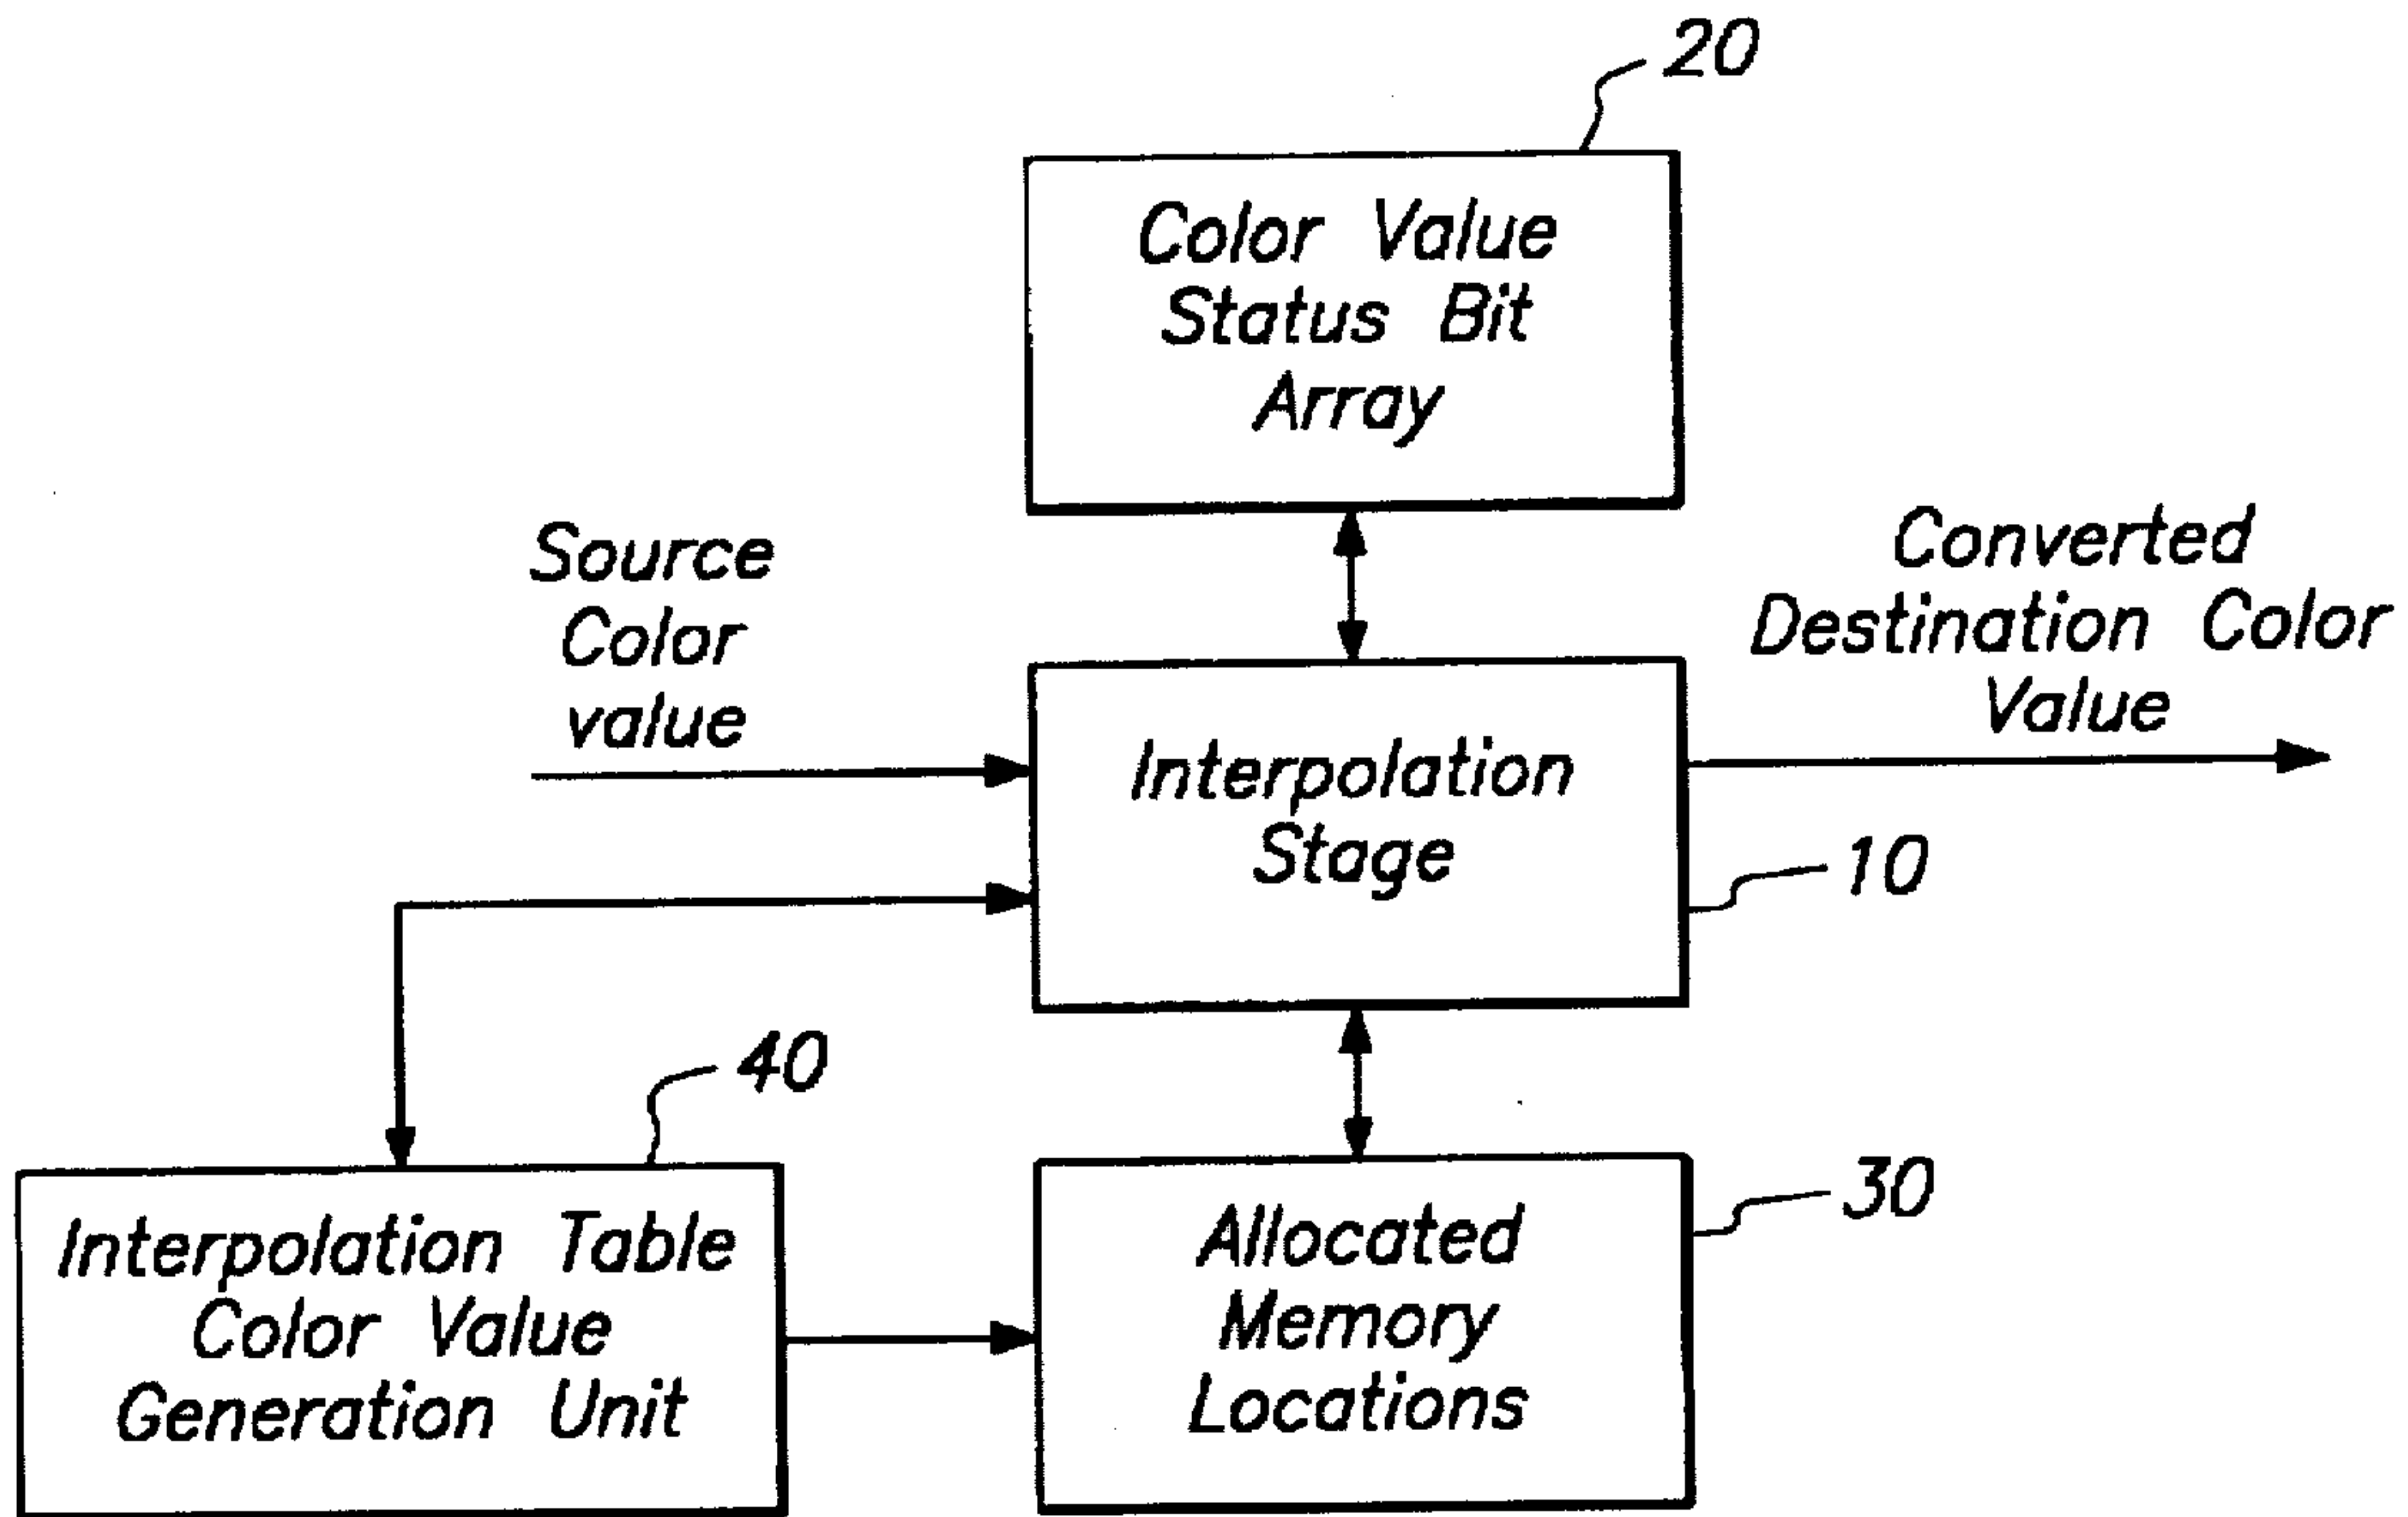 20
Color Value
Status Bit
Array
Source
Color
value
Converted
Destination Color
Value
Interpolation
Stage
10
40
30
Interpolation Table
Color Value
Generation Unit
Allocated
Memory
Locations